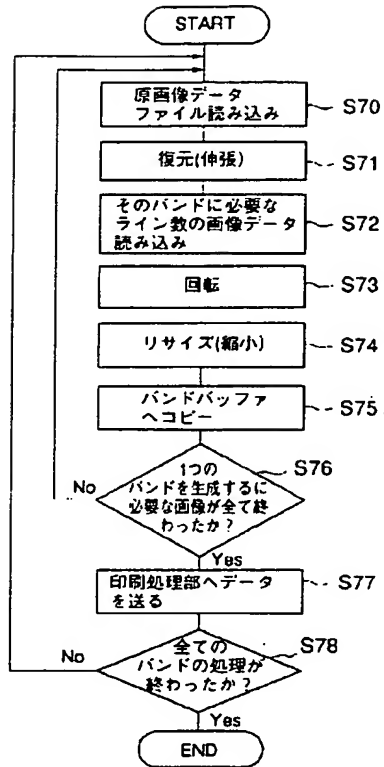 START
原画像データ
ファイル読み込み
S70
復元(伸張)
S71
そのバンドに必要な
ライン数の画像データ
読み込み
S72
回転
S73
リサイズ(縮小)
S74
バンドバッファ
へコピー
S75
1つの
バンドを生成するに
必要な画像が全て終
わったか?
S76
No
Yes
印刷処理部へデータ
を送る
S77
全ての
バンドの処理が
終わったか?
S78
No
Yes
END